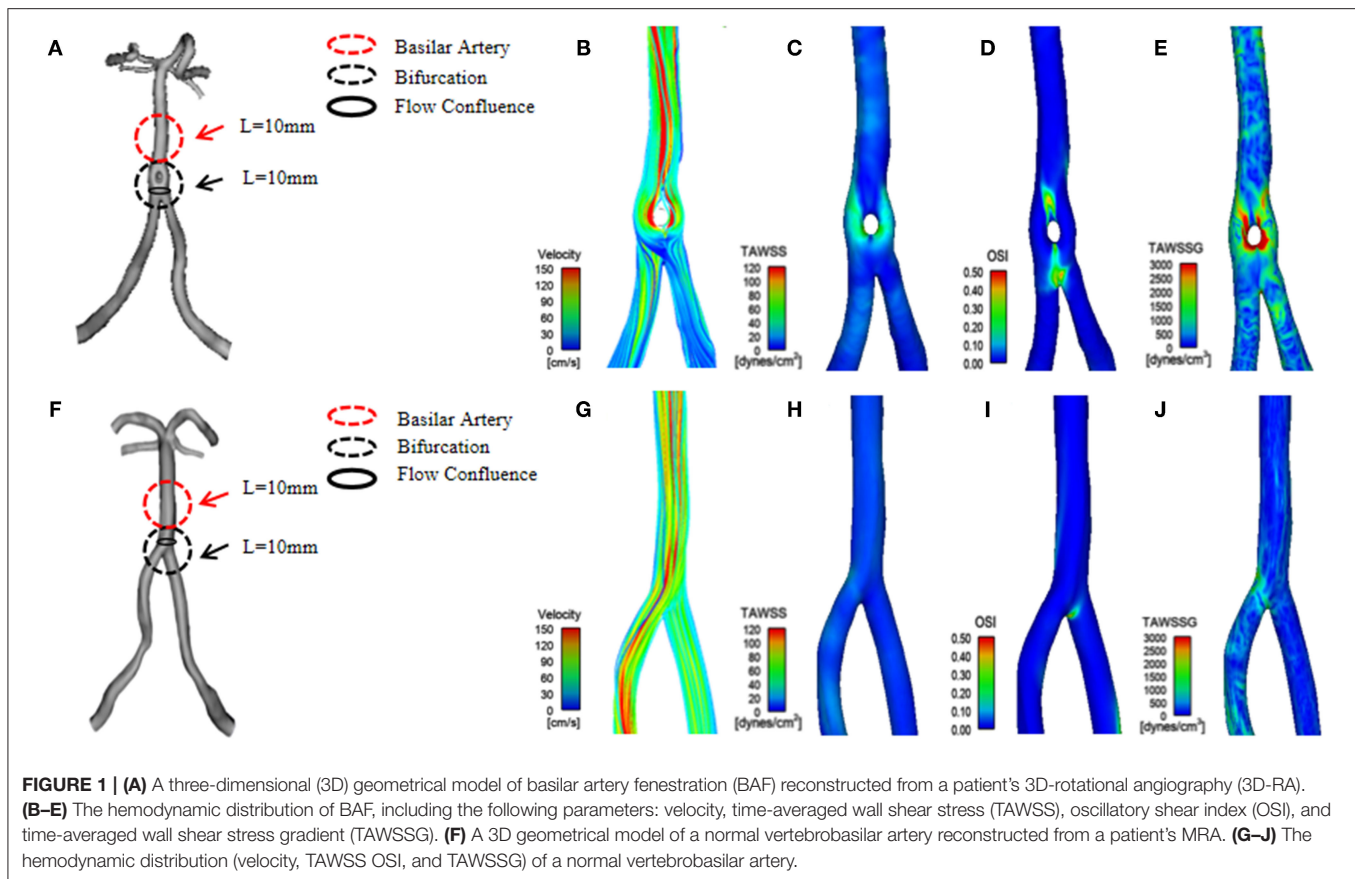 A
Basilar Artery
Bifurcation
Flow Confluence
L=10mm
L=10mm
B
Velocity
150
120
90
60
30
0
[cm/s]
C
TAWSS
120
100
80
60
40
20
0
[dynes/cm²]
D
OSI
0.50
0.40
0.30
0.20
0.10
0.00
E
TAWSSG
3000
2500
2000
1500
1000
500
0
[dynes/cm³]
F
Basilar Artery
Bifurcation
Flow Confluence
L=10mm
L=10mm
G
Velocity
150
120
90
60
30
0
[cm/s]
H
TAWSS
120
100
80
60
40
20
0
[dynes/cm²]
I
OSI
0.50
0.40
0.30
0.20
0.10
0.00
J
TAWSSG
3000
2500
2000
1500
1000
500
0
[dynes/cm³]
FIGURE 1 | (A) A three-dimensional (3D) geometrical model of basilar artery fenestration (BAF) reconstructed from a patient's 3D-rotational angiography (3D-RA).
(B–E) The hemodynamic distribution of BAF, including the following parameters: velocity, time-averaged wall shear stress (TAWSS), oscillatory shear index (OSI), and
time-averaged wall shear stress gradient (TAWSSG). (F) A 3D geometrical model of a normal vertebrobasilar artery reconstructed from a patient's MRA. (G–J) The
hemodynamic distribution (velocity, TAWSS OSI, and TAWSSG) of a normal vertebrobasilar artery.